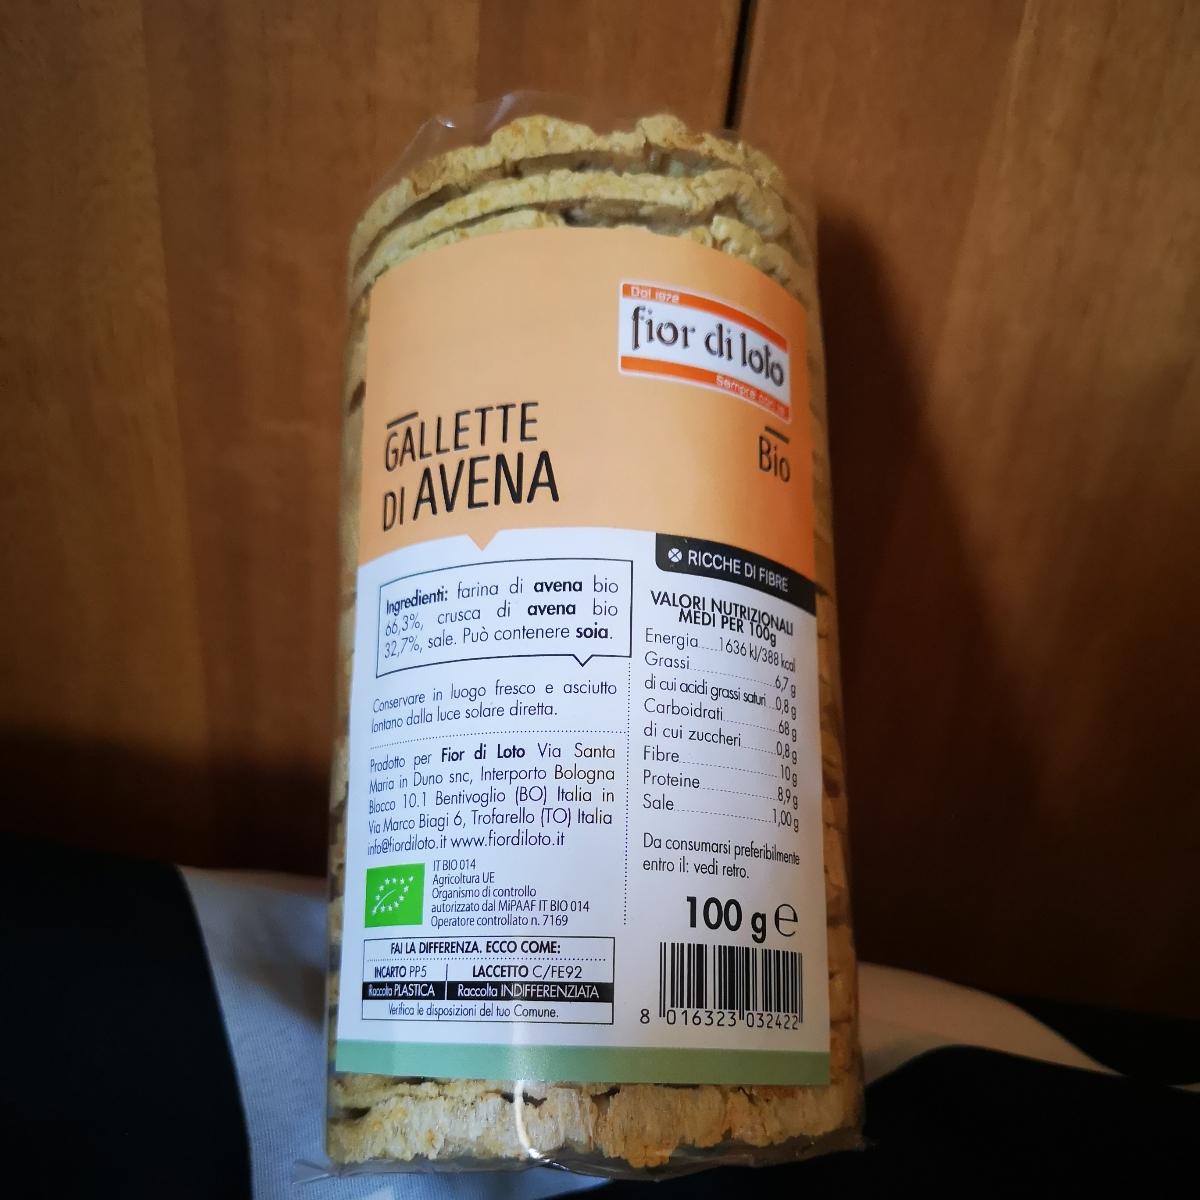 Dal 1972
fior di loto
Sempre con te
Bio
GALLETTE
DI AVENA
RICCHE DI FIBRE
Ingredienti: farina di avena bio
66,3%, crusca di avena bio
32,7%, sale. Può contenere soia.
Conservare in luogo fresco e asciutto
lontano dalla luce solare diretta.
Prodotto per Fior di Loto Via Santa
Maria in Duno snc, Interporto Bologna
Blocco 10.1 Bentivoglio (BO) Italia in
Via Marco Biagi 6, Trofarello (TO) Italia
info@fiordiloto.it www.fiordiloto.it
IT BIO 014
Agricoltura UE
Organismo di controllo
autorizzato dal MiPAAF IT BIO 014
Operatore controllato n. 7169
FAI LA DIFFERENZA. ECCO COME:
INCARTO PP5 LACCETTO C/FE92
Raccolta PLASTICA Raccolta INDIFFERENZIATA
Verifica le disposizioni del tuo Comune.
VALORI NUTRIZIONALI
MEDI PER 100g
Energia 1636 kJ/388 kcal
Grassi 6,7 g
di cui acidi grassi saturi 0,8 g
Carboidrati 68 g
di cui zuccheri 0,8 g
Fibre 10 g
Proteine 8,9 g
Sale 1,00 g
Da consumarsi preferibilmente
entro il: vedi retro.
100 g e
8 016323 032422